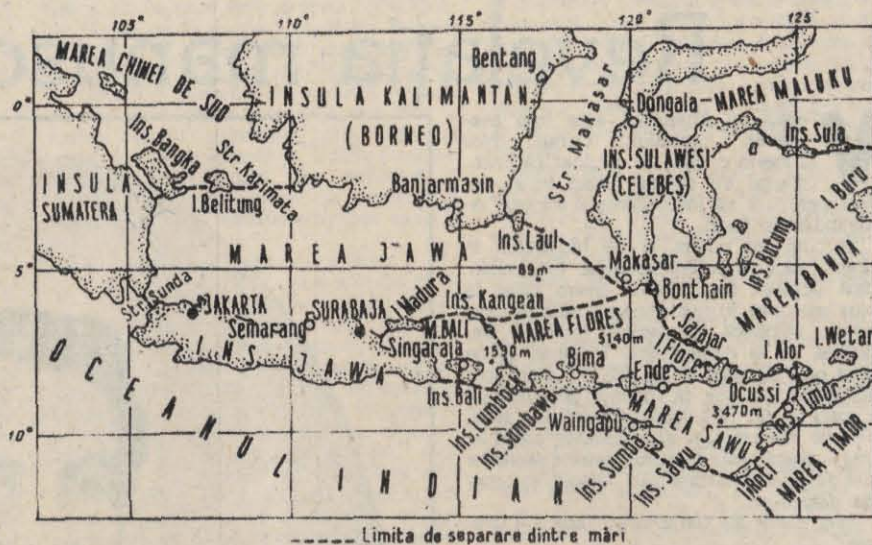 105° 110° 115° 120° 125
MAREA CHINEI DE SUD
Bentang
0°
INSULA KALIMANTAN
(BORNEO)
Str. Makasar
Dongala
MAREA MALUKU
Ins. Sula
a
Ins. Bangka
Str. Karimata
I. Belitung
INSULA
SUMATERA
Banjarmasin
INS. SULAWESI
(CELEBES)
I. Buru
a
Ins. Butung
MAREA JAWA
Ins. Laul
89m
Makasar
Bonthain
MAREA BANDA
5°
Str. Sunda
JAKARTA
Semarang
SURABAJA
I. Madura
Ins. Kangean
MAREA FLORES
I. Salajar
M. BALI
Singaraja
1590m
Bima
5140m
I. Flores
I. Alor
I. Wetar
INS. JAWA
Ins. Bali
Ins. Lumbock
Ins. Sumbawa
Ende
Ocussi
Ins. Timor
3470m
Waingapu
MAREA SAWU
10°
Ins. Sumba
Ins. Sawu
I. Roti
MAREA TIMOR
OCEANUL INDIAN
Limita de separare dintre mări